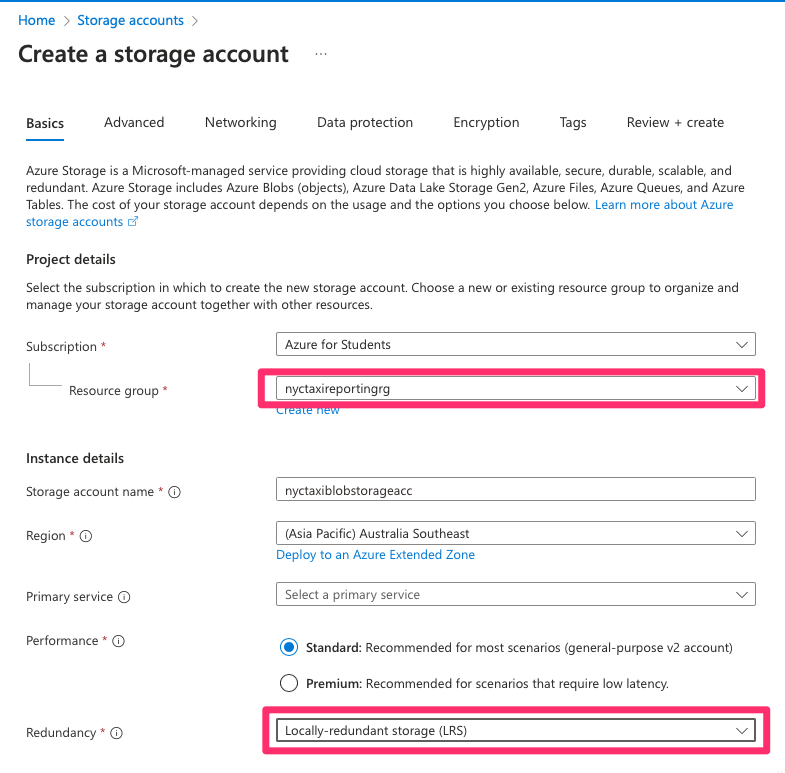 Home > Storage accounts >
Create a storage account ...
Basics Advanced Networking Data protection Encryption Tags Review + create
Azure Storage is a Microsoft-managed service providing cloud storage that is highly available, secure, durable, scalable, and
redundant. Azure Storage includes Azure Blobs (objects), Azure Data Lake Storage Gen2, Azure Files, Azure Queues, and Azure
Tables. The cost of your storage account depends on the usage and the options you choose below. Learn more about Azure
storage accounts
Project details
Select the subscription in which to create the new storage account. Choose a new or existing resource group to organize and
manage your storage account together with other resources.
Subscription * Azure for Students
Resource group * nyctaxireportingrg
Create new
Instance details
Storage account name * nyctaxiblobstorageacc
Region * (Asia Pacific) Australia Southeast
Deploy to an Azure Extended Zone
Primary service Select a primary service
Performance * Standard: Recommended for most scenarios (general-purpose v2 account)
Premium: Recommended for scenarios that require low latency.
Redundancy * Locally-redundant storage (LRS)